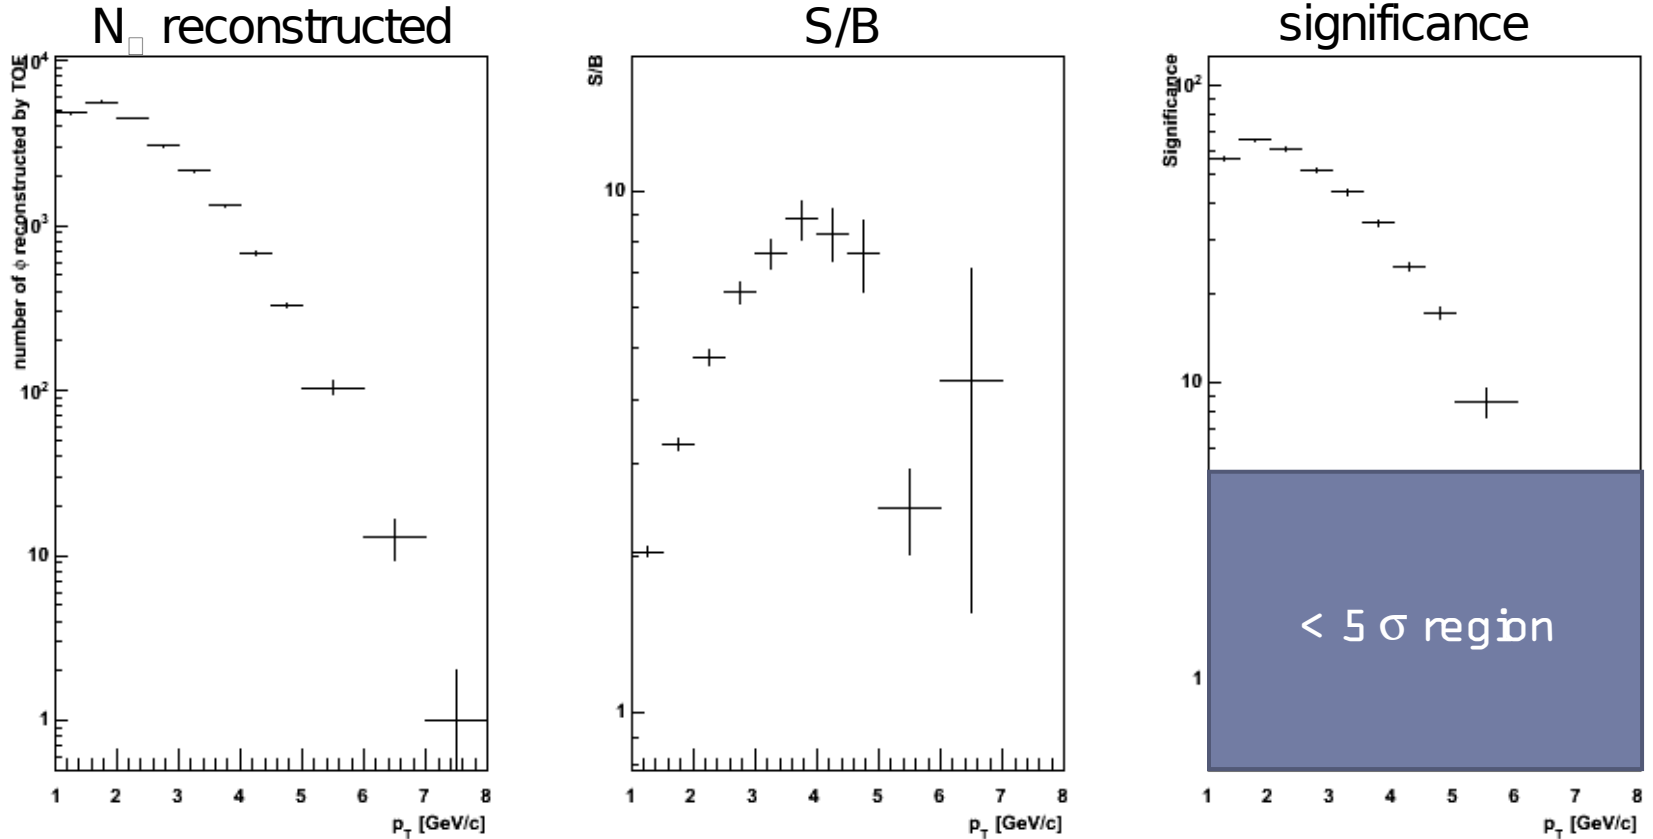 N▯ reconstructed
S/B
significance
number of ϕ reconstructed by TOF
10⁴
10³
10²
10
1
1 2 3 4 5 6 7 8
p_T [GeV/c]
S/B
10
1
1 2 3 4 5 6 7 8
p_T [GeV/c]
Significance
10²
10
1
< 5 σ region
1 2 3 4 5 6 7 8
p_T [GeV/c]